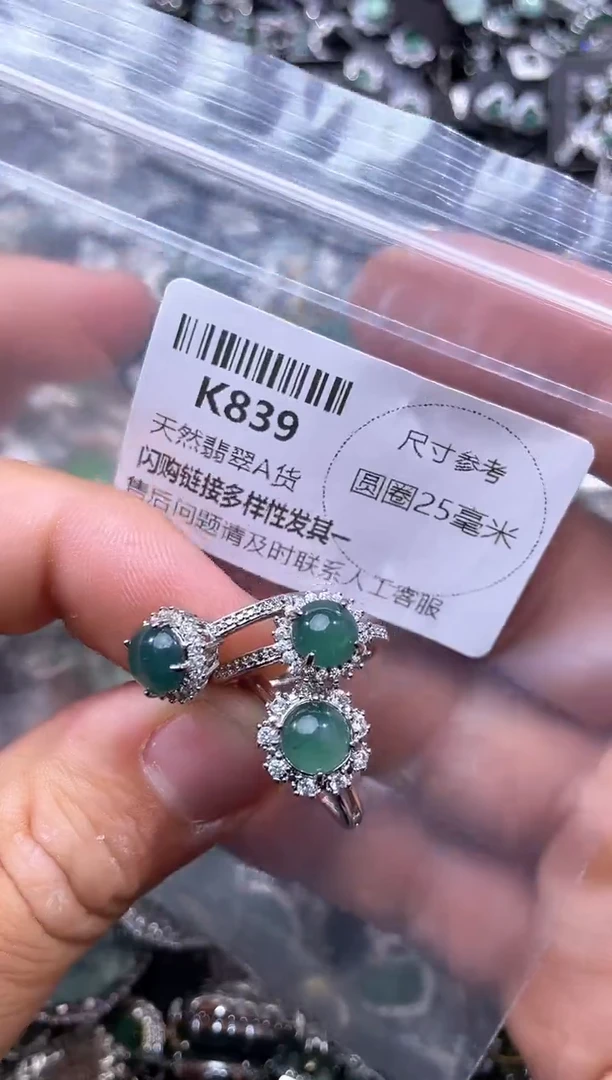 K839
天然翡翠A货
闪购链接多样性发其一
售后问题请及时联系人工客服
尺寸参考
圆圈25毫米